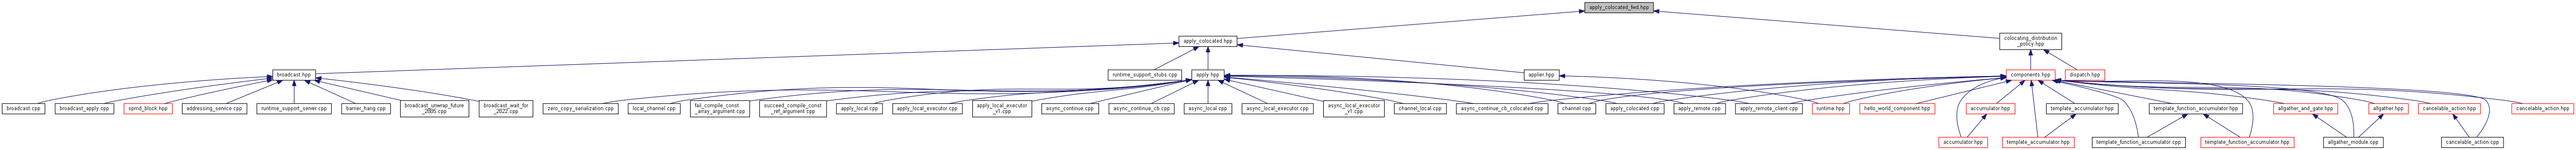 apply_colocated_fwd.hpp
apply_colocated.hpp
colocating_distribution
_policy.hpp
broadcast.hpp
runtime_support_stubs.cpp
apply.hpp
applier.hpp
components.hpp
dispatch.hpp
broadcast.cpp
broadcast_apply.cpp
spmd_block.hpp
addressing_service.cpp
runtime_support_server.cpp
barrier_hang.cpp
broadcast_unwrap_future
_2885.cpp
broadcast_wait_for
_2822.cpp
zero_copy_serialization.cpp
local_channel.cpp
fail_compile_const
_array_argument.cpp
succeed_compile_const
_ref_argument.cpp
apply_local.cpp
apply_local_executor.cpp
apply_local_executor
_v1.cpp
async_continue.cpp
async_continue_cb.cpp
async_local.cpp
async_local_executor.cpp
async_local_executor
_v1.cpp
channel_local.cpp
async_continue_cb_colocated.cpp
channel.cpp
apply_colocated.cpp
apply_remote.cpp
apply_remote_client.cpp
runtime.hpp
hello_world_component.hpp
accumulator.hpp
template_accumulator.hpp
template_function_accumulator.hpp
allgather_and_gate.hpp
allgather.hpp
cancelable_action.hpp
cancelable_action.hpp
accumulator.hpp
template_accumulator.hpp
template_function_accumulator.cpp
template_function_accumulator.hpp
allgather_module.cpp
cancelable_action.cpp